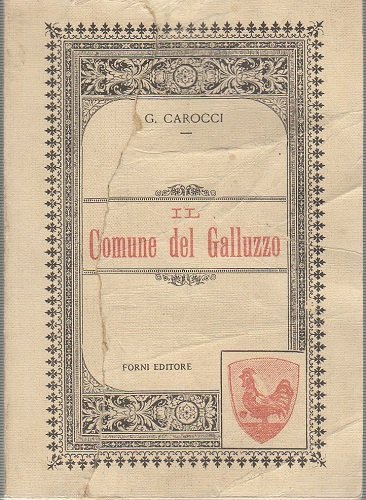 G. CAROCCI
IL
Comune del Galluzzo
FORNI EDITORE